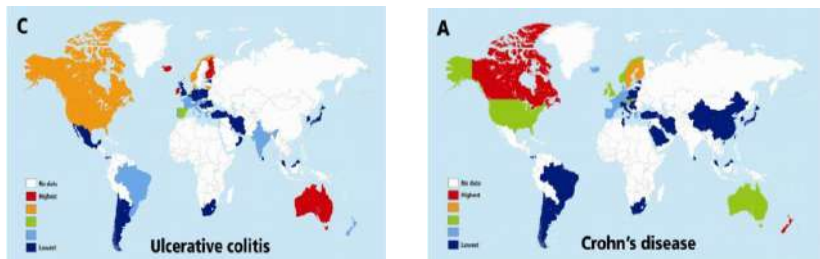 C
No data
Highest
Lowest
Ulcerative colitis
A
No data
Highest
Lowest
Crohn's disease